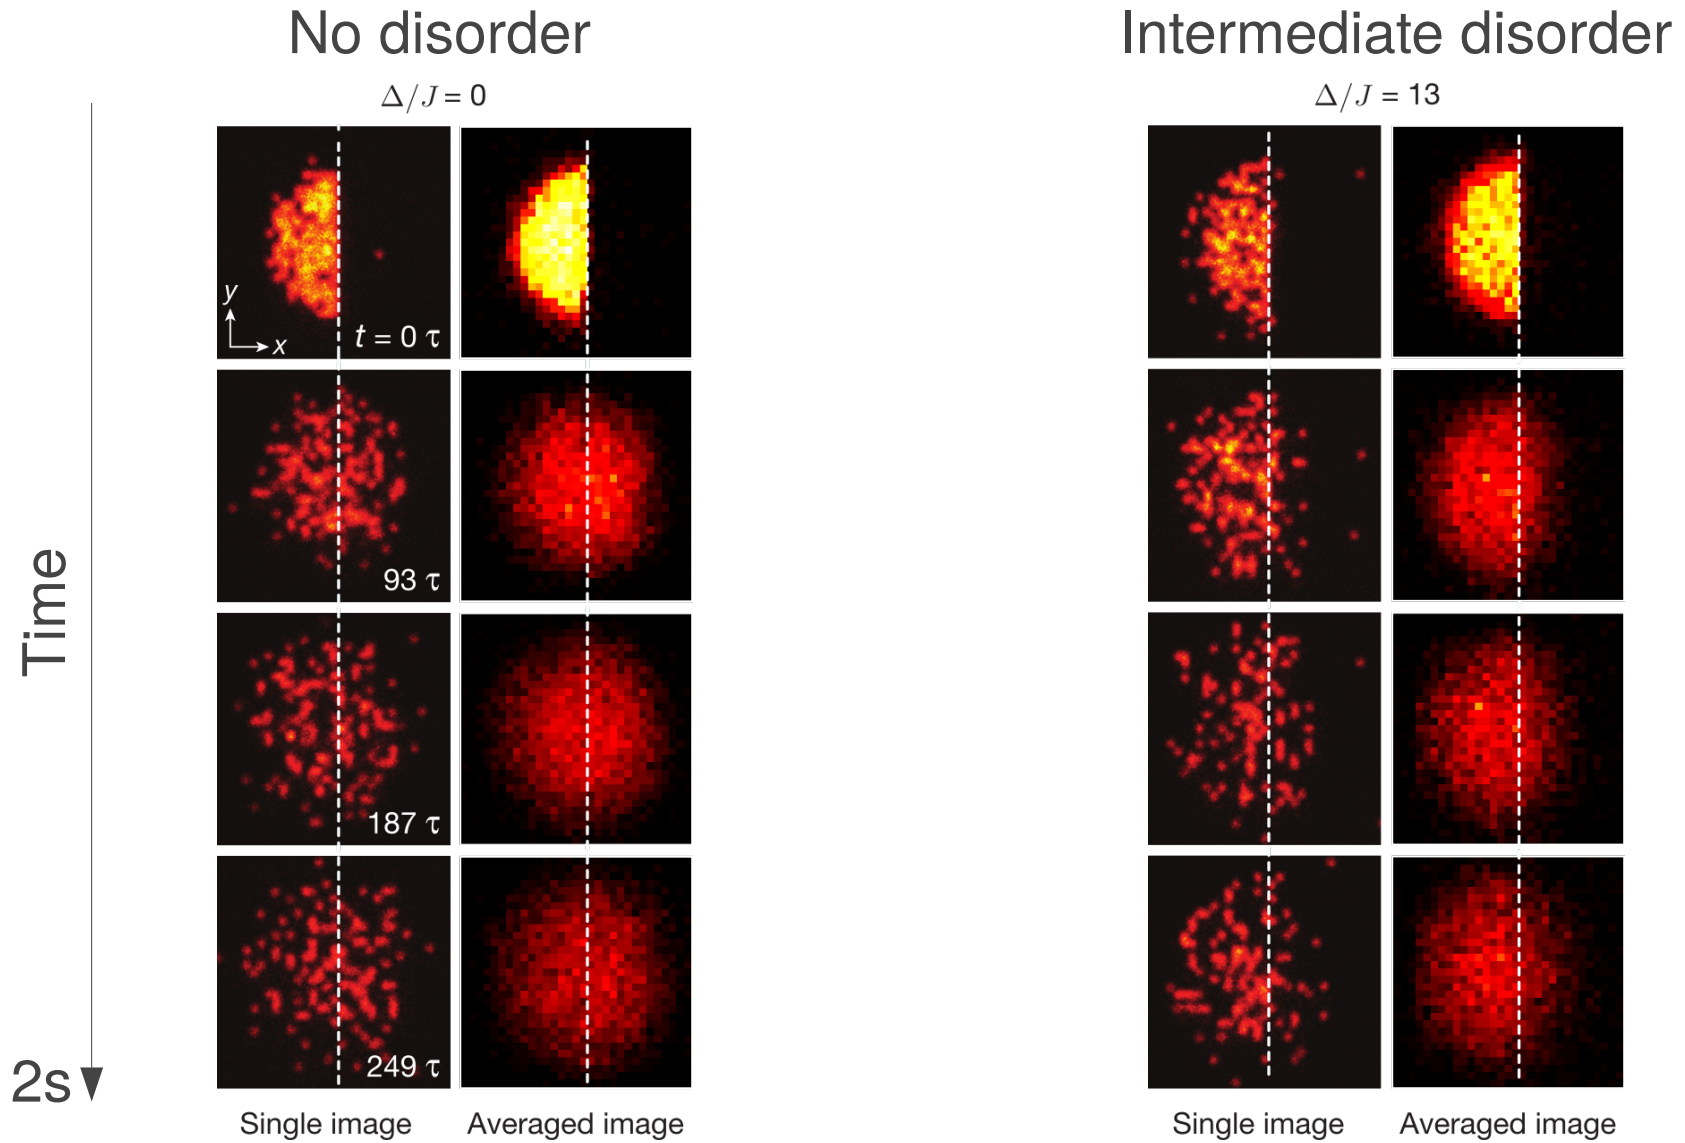 No disorder
Intermediate disorder
Δ/J = 0
Δ/J = 13
y
x
t = 0 τ
93 τ
187 τ
249 τ
Time
2s
Single image
Averaged image
Single image
Averaged image